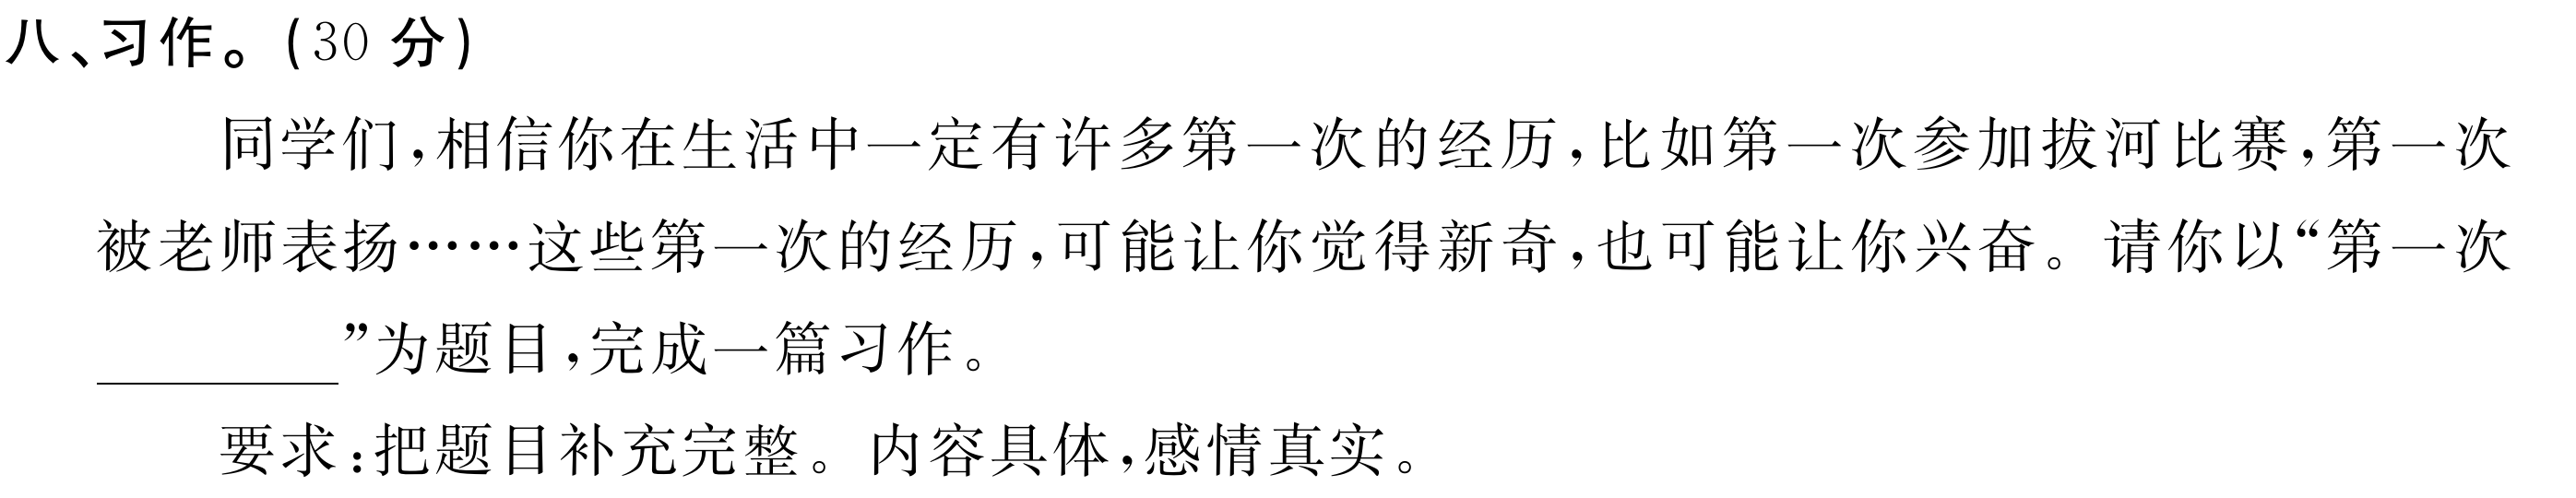 八、习作。(30 分)
同学们,相信你在生活中一定有许多第一次的经历,比如第一次参加拔河比赛,第一次
被老师表扬……这些第一次的经历,可能让你觉得新奇,也可能让你兴奋。请你以“第一次
________”为题目,完成一篇习作。
要求:把题目补充完整。内容具体,感情真实。